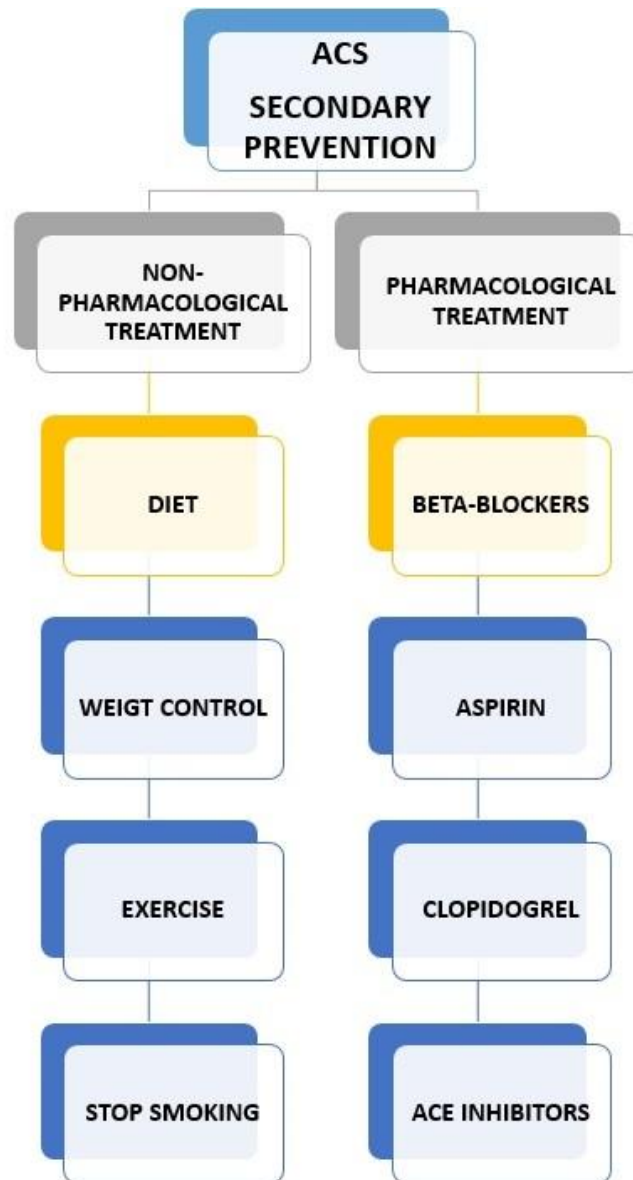 ACS
SECONDARY
PREVENTION
NON-
PHARMACOLOGICAL
TREATMENT
PHARMACOLOGICAL
TREATMENT
DIET
BETA-BLOCKERS
WEIGT CONTROL
ASPIRIN
EXERCISE
CLOPIDOGREL
STOP SMOKING
ACE INHIBITORS